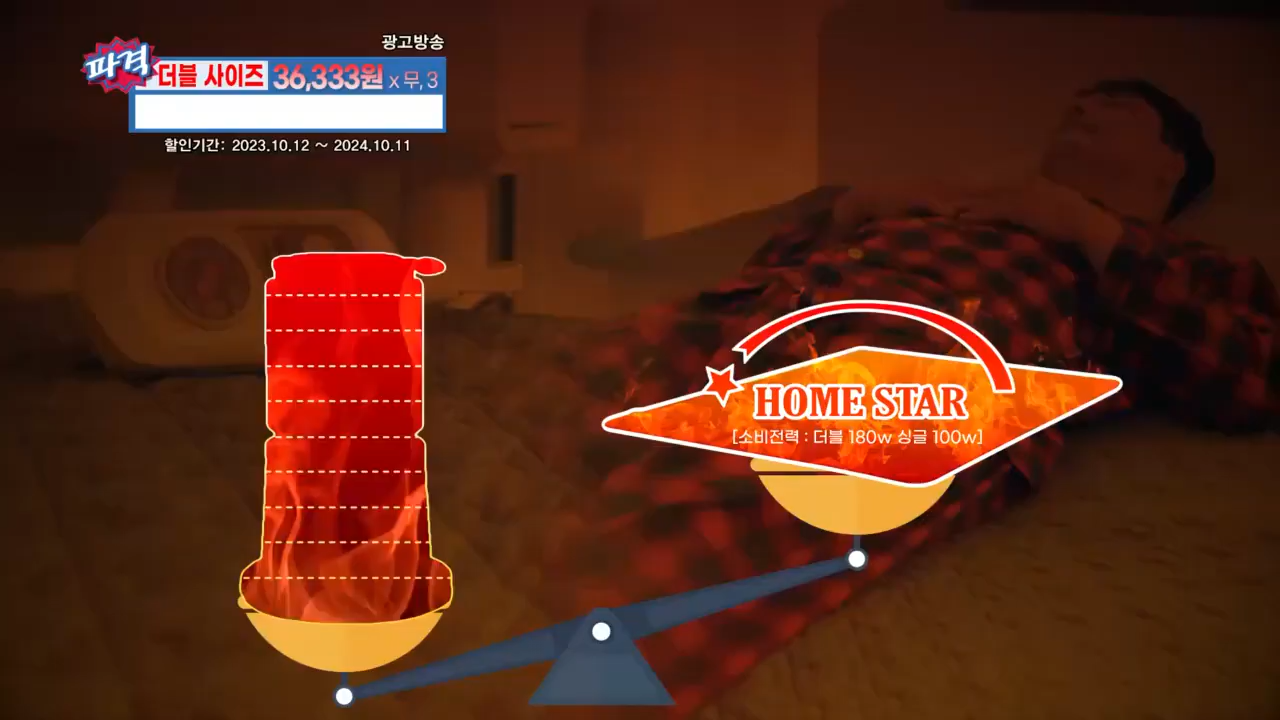 광고방송
파격
더블 사이즈 36,333원 x 무, 3
할인기간: 2023.10.12 ~ 2024.10.11
HOME STAR
[소비전력 : 더블 180w 싱글 100w]